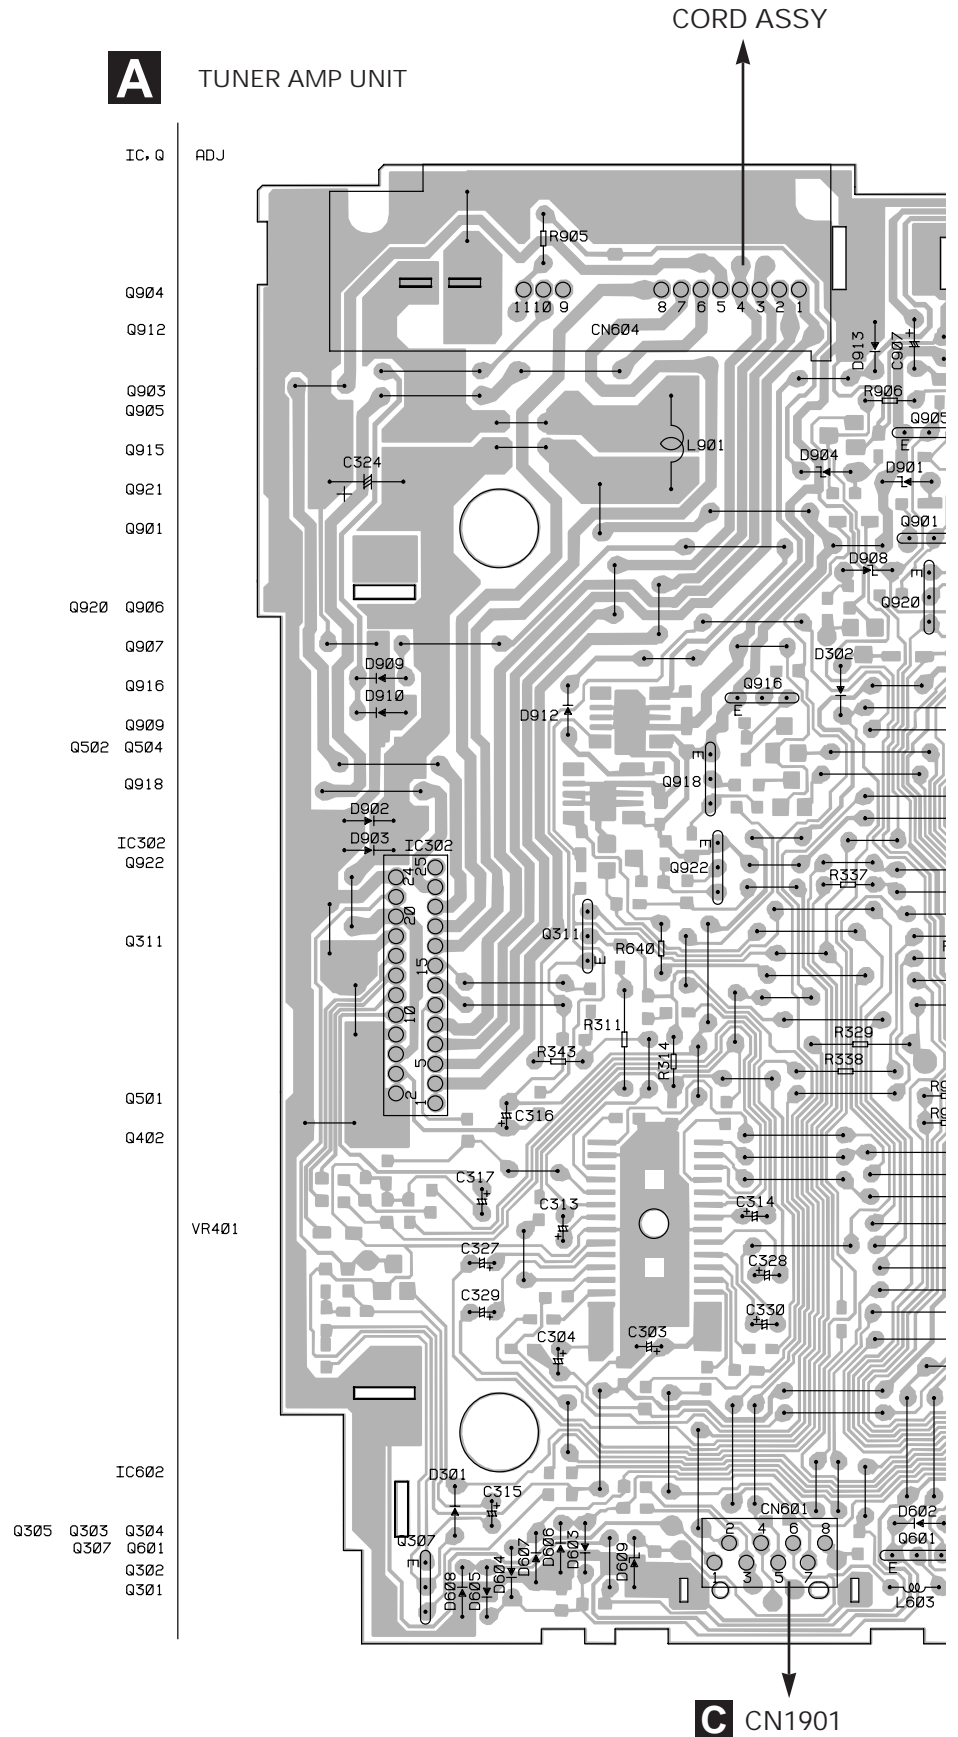 CORD ASSY
A TUNER AMP UNIT
IC, Q ADJ
R905
Q904
11 10 9 8 7 6 5 4 3 2 1
Q912
CN604
D913
C907
Q903
R906
Q905
Q905
E
Q915
L901
D904
C324
D901
+
Q921
Q901
Q901
D908
E
Q920 Q906
Q920
Q907
D302
D909
Q916
Q916
D910
E
D912
Q909
Q502 Q504
E
Q918
Q918
D902
D903
IC302
IC302
E
Q922
Q922
24 25
R337
20
Q311
Q311
R640
E
15
10
R311
R329
R343
R314
R338
5
2
1
Q501
C316
Q402
C317
C313
C314
VR401
C327
C328
C329
C330
C304
C303
IC602
D301
C315
CN601
D602
Q305 Q303 Q304
Q307
2 4 6 8
Q601
Q307 Q601
E
D607 D606 D603
D604
D609
1 3 5 7
E
Q302
D608 D605
Q301
L603
C CN1901